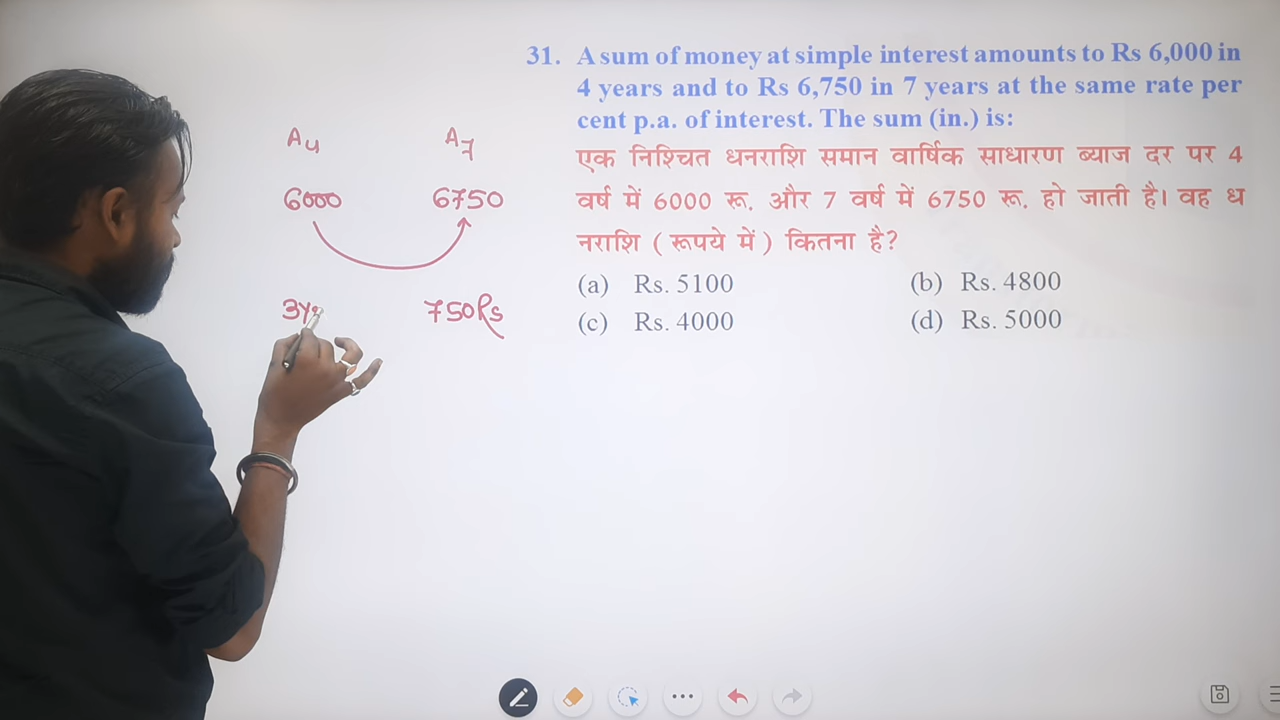 31. A sum of money at simple interest amounts to Rs 6,000 in
4 years and to Rs 6,750 in 7 years at the same rate per
cent p.a. of interest. The sum (in.) is:
एक निश्चित धनराशि समान वार्षिक साधारण ब्याज दर पर 4
वर्ष में 6000 रू. और 7 वर्ष में 6750 रू. हो जाती है। वह ध
नराशि ( रूपये में ) कितना है?
(a) Rs. 5100 (b) Rs. 4800
(c) Rs. 4000 (d) Rs. 5000
A4 A7
6000 6750
3y 750Rs